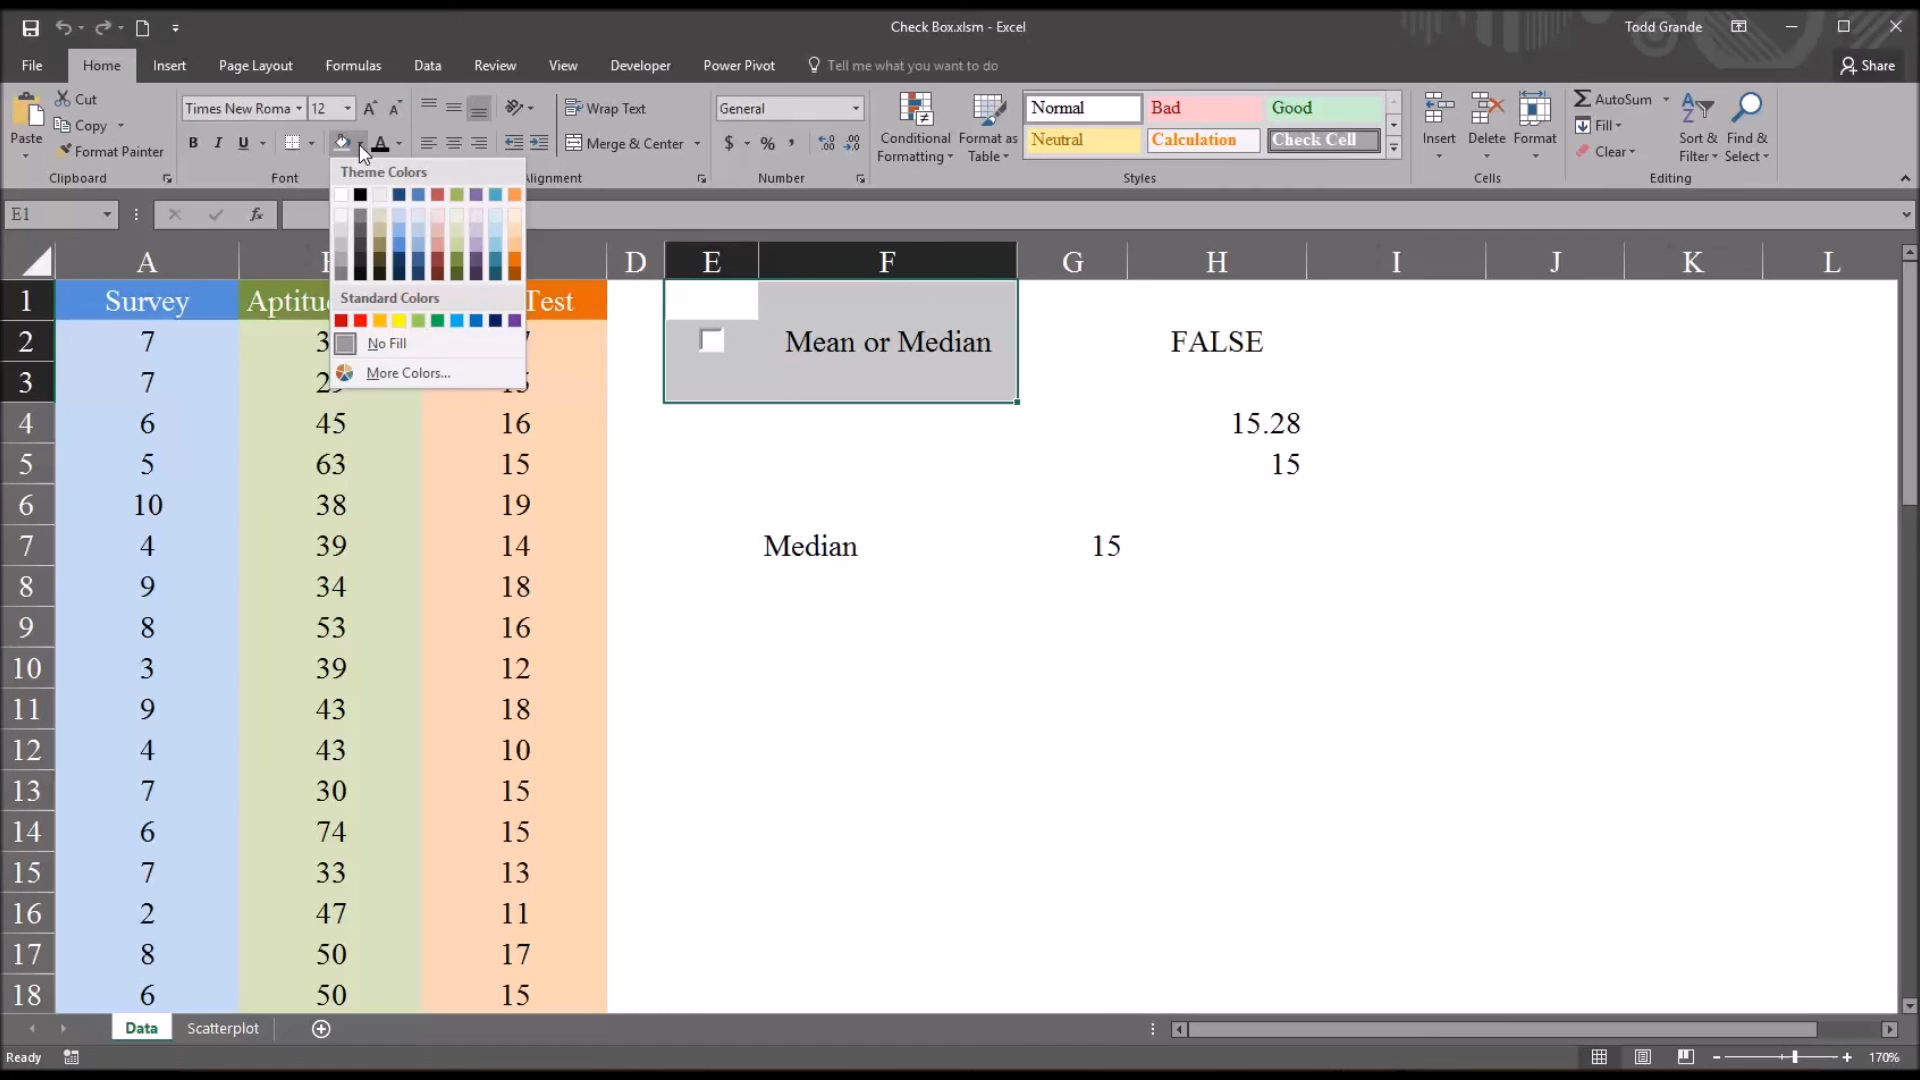 Check Box.xlsm - Excel
Todd Grande
File Home Insert Page Layout Formulas Data Review View Developer Power Pivot Tell me what you want to do Share
Paste
Cut
Copy
Format Painter
Clipboard
Times New Roma 12
B I U A
Font
Wrap Text
Merge & Center
General
$ % ,
Number
Conditional Formatting
Format as Table
Normal Bad Good
Neutral Calculation Check Cell
Styles
Insert Delete Format
Cells
AutoSum
Fill
Clear
Sort & Filter
Find & Select
Editing
Theme Colors
Standard Colors
No Fill
More Colors...
E1
fx
A D E F G H I J K L
1 Survey Test
2 7 Mean or Median FALSE
3 7
4 6 45 16 15.28
5 5 63 15 15
6 10 38 19
7 4 39 14 Median 15
8 9 34 18
9 8 53 16
10 3 39 12
11 9 43 18
12 4 43 10
13 7 30 15
14 6 74 15
15 7 33 13
16 2 47 11
17 8 50 17
18 6 50 15
Data Scatterplot
Ready
170%